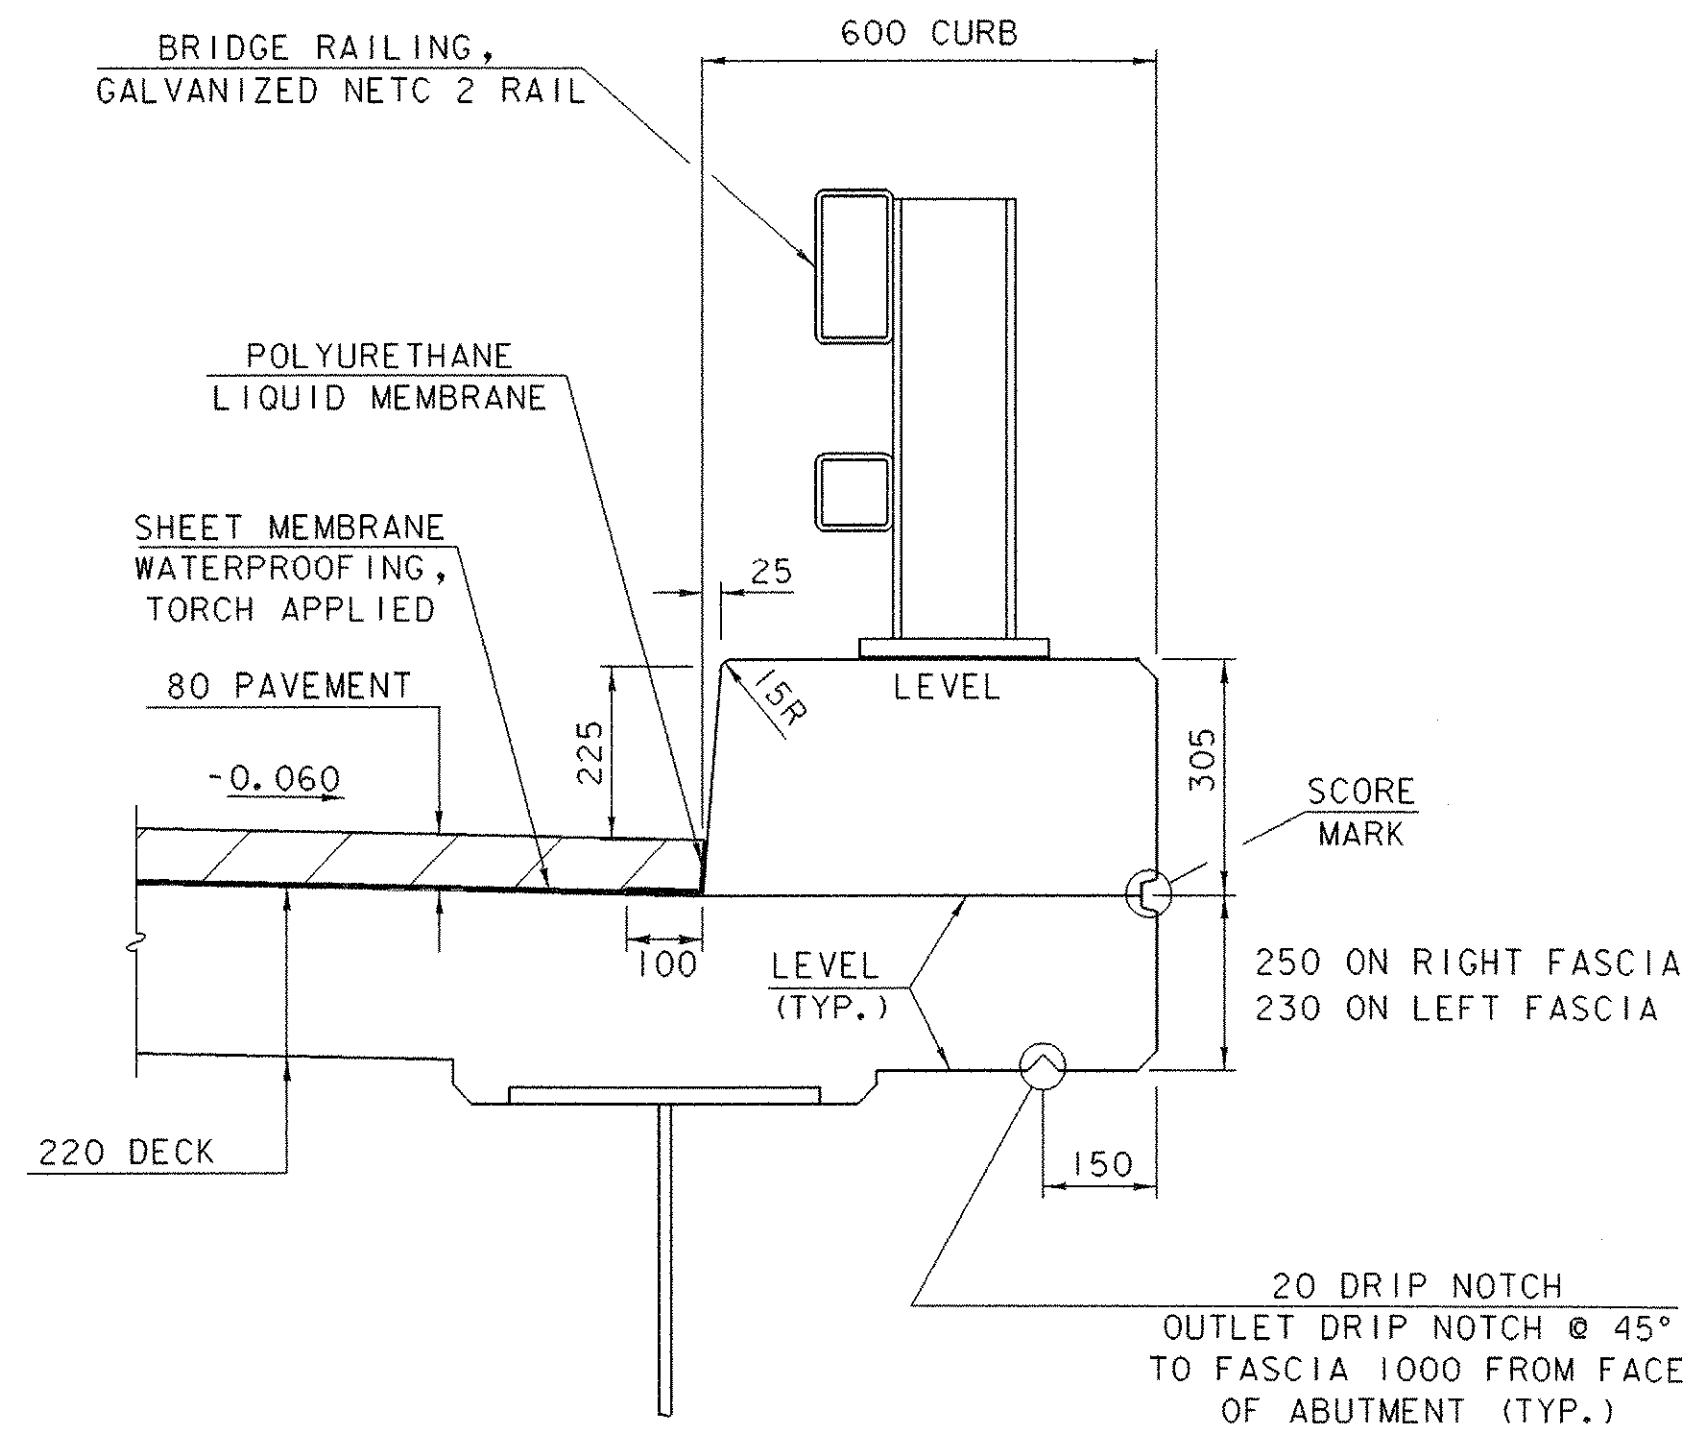 600 CURB
BRIDGE RAILING,
GALVANIZED NETC 2 RAIL
POLYURETHANE
LIQUID MEMBRANE
SHEET MEMBRANE
WATERPROOFING,
TORCH APPLIED
25
80 PAVEMENT
15R
LEVEL
225
305
-0.060
SCORE
MARK
100
LEVEL
(TYP.)
250 ON RIGHT FASCIA
230 ON LEFT FASCIA
220 DECK
150
20 DRIP NOTCH
OUTLET DRIP NOTCH @ 45°
TO FASCIA 1000 FROM FACE
OF ABUTMENT (TYP.)